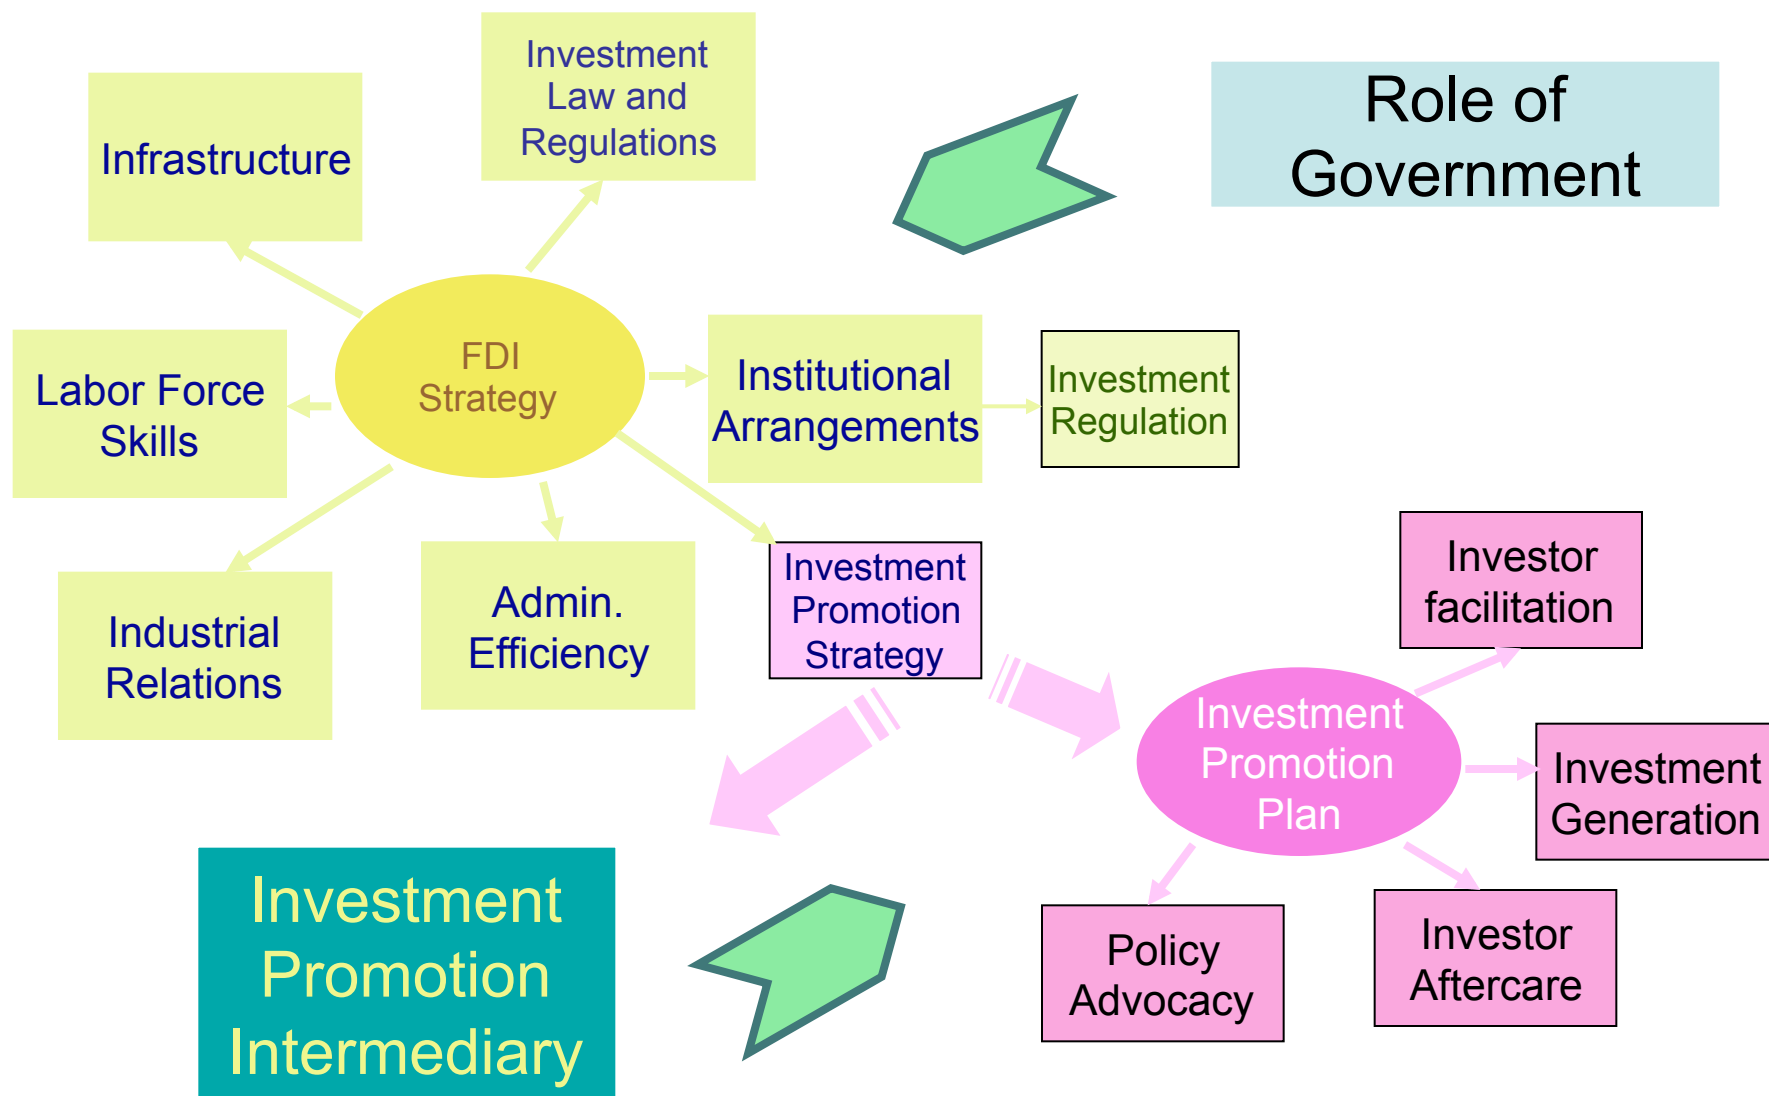 Investment
Law and
Regulations
Role of
Government
Infrastructure
FDI
Strategy
Institutional
Arrangements
Investment
Regulation
Labor Force
Skills
Investment
Promotion
Strategy
Admin.
Efficiency
Industrial
Relations
Investor
facilitation
Investment
Promotion
Plan
Investment
Generation
Investment
Promotion
Intermediary
Policy
Advocacy
Investor
Aftercare